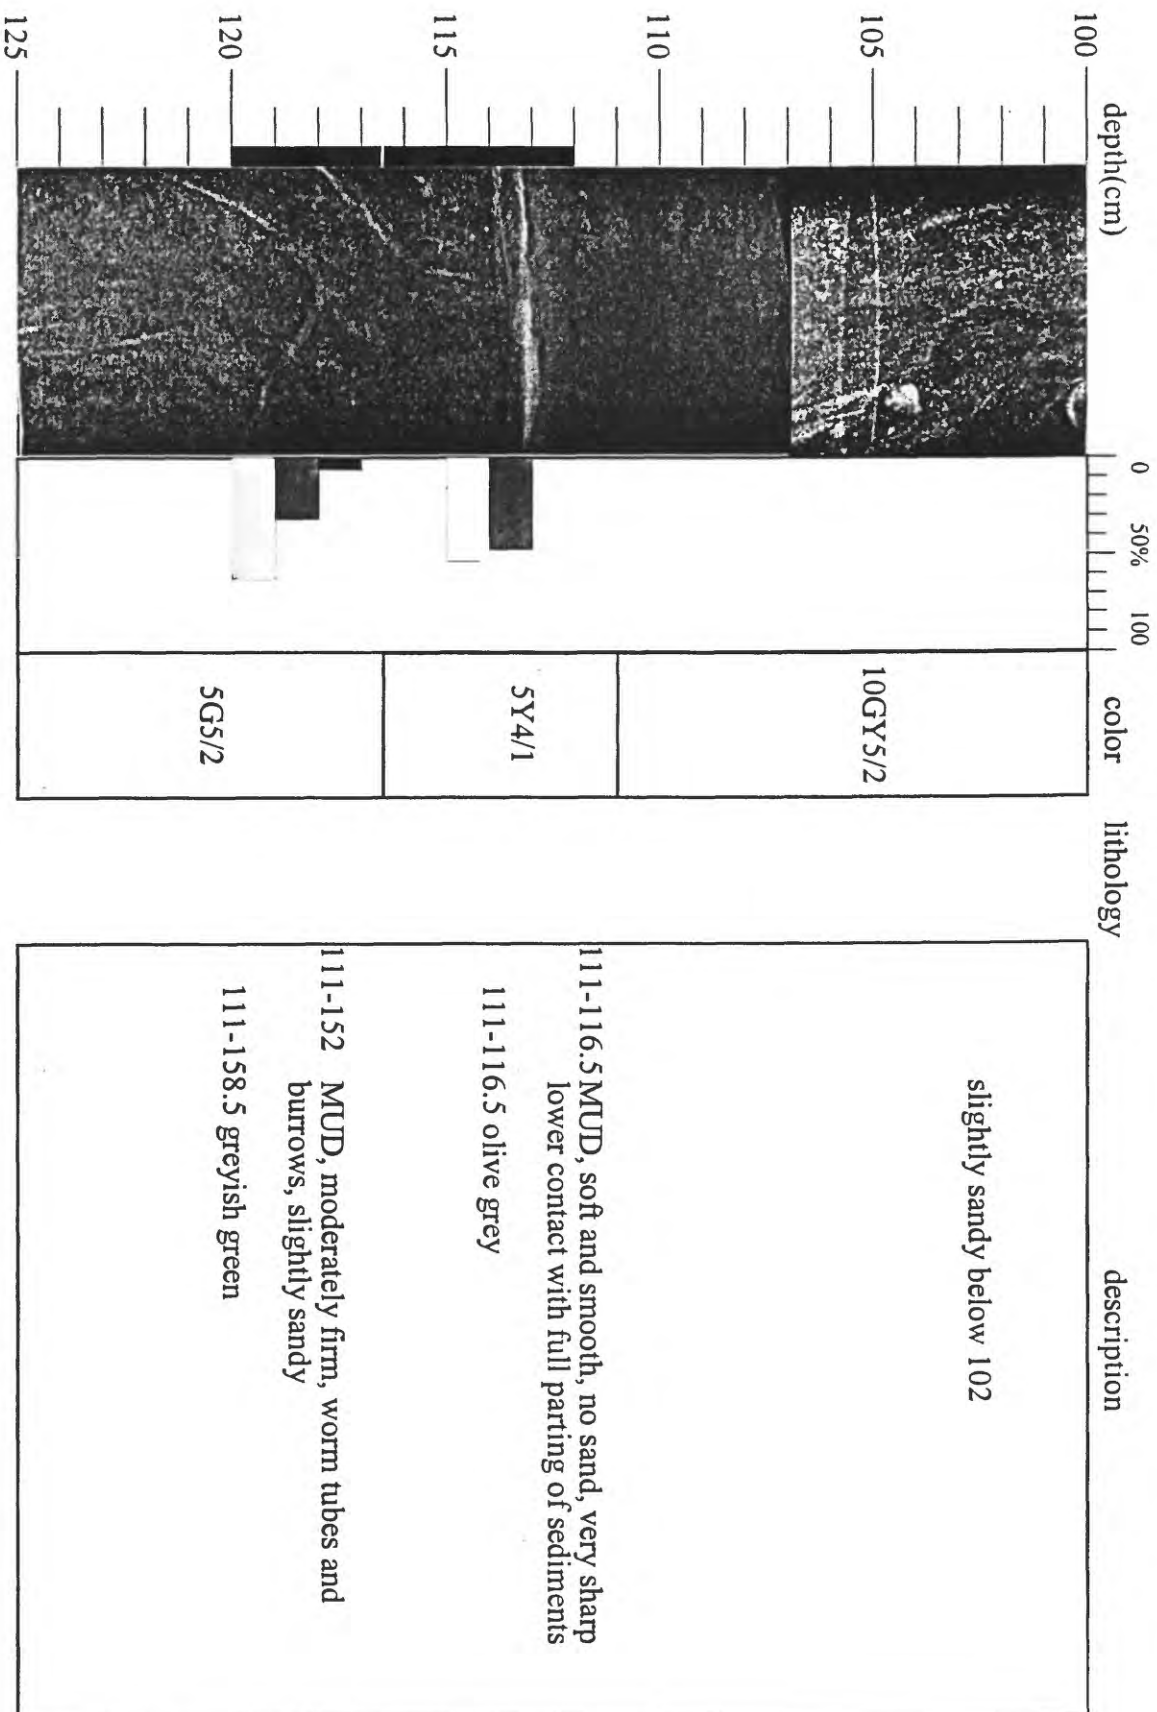 depth(cm)
0 50% 100
color
lithology
description
100
105
110
115
120
125
10GY5/2
5Y4/1
5G5/2
slightly sandy below 102
111-116.5 MUD, soft and smooth, no sand, very sharp
lower contact with full parting of sediments
111-116.5 olive grey
111-152 MUD, moderately firm, worm tubes and
burrows, slightly sandy
111-158.5 greyish green